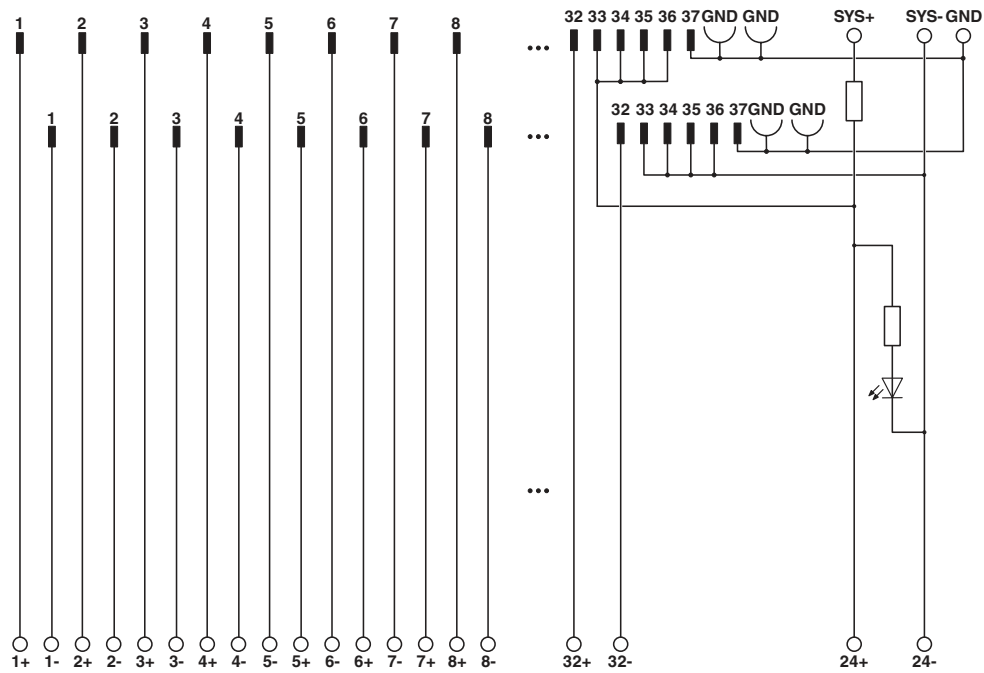 1 2 3 4 5 6 7 8 ••• 32 33 34 35 36 37 GND GND SYS+ SYS- GND
1 2 3 4 5 6 7 8 ••• 32 33 34 35 36 37 GND GND
•••
1+ 1- 2+ 2- 3+ 3- 4+ 4- 5- 5+ 6- 6+ 7- 7+ 8+ 8- 32+ 32- 24+ 24-